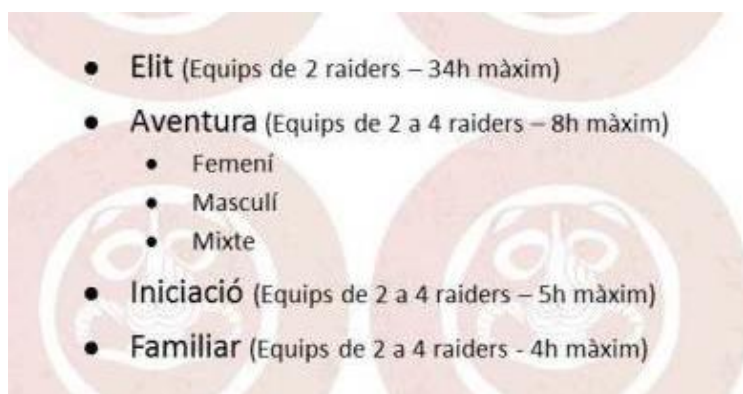 ● Elit (Equips de 2 raiders – 34h màxim)
● Aventura (Equips de 2 a 4 raiders – 8h màxim)
● Femení
● Masculí
● Mixte
● Iniciació (Equips de 2 a 4 raiders – 5h màxim)
● Familiar (Equips de 2 a 4 raiders - 4h màxim)